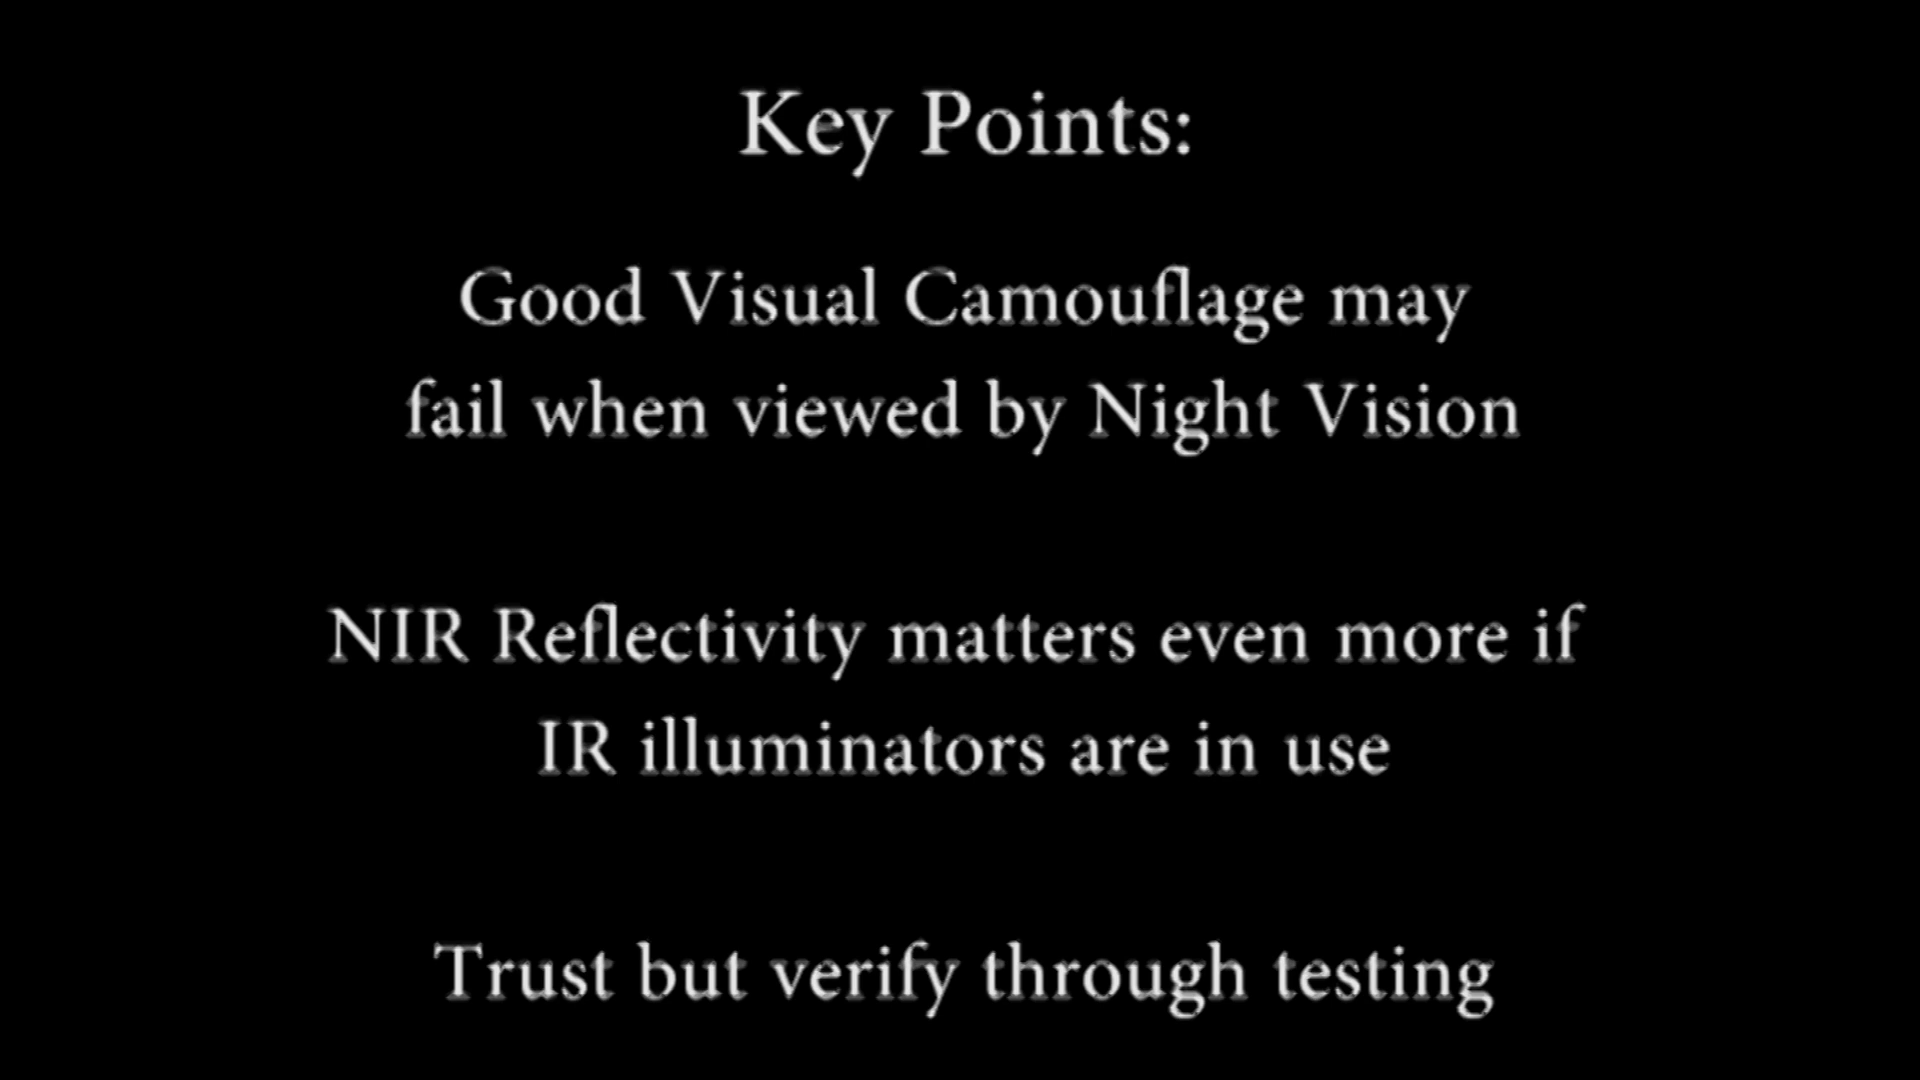 Key Points:
Good Visual Camouflage may
fail when viewed by Night Vision
NIR Reflectivity matters even more if
IR illuminators are in use
Trust but verify through testing